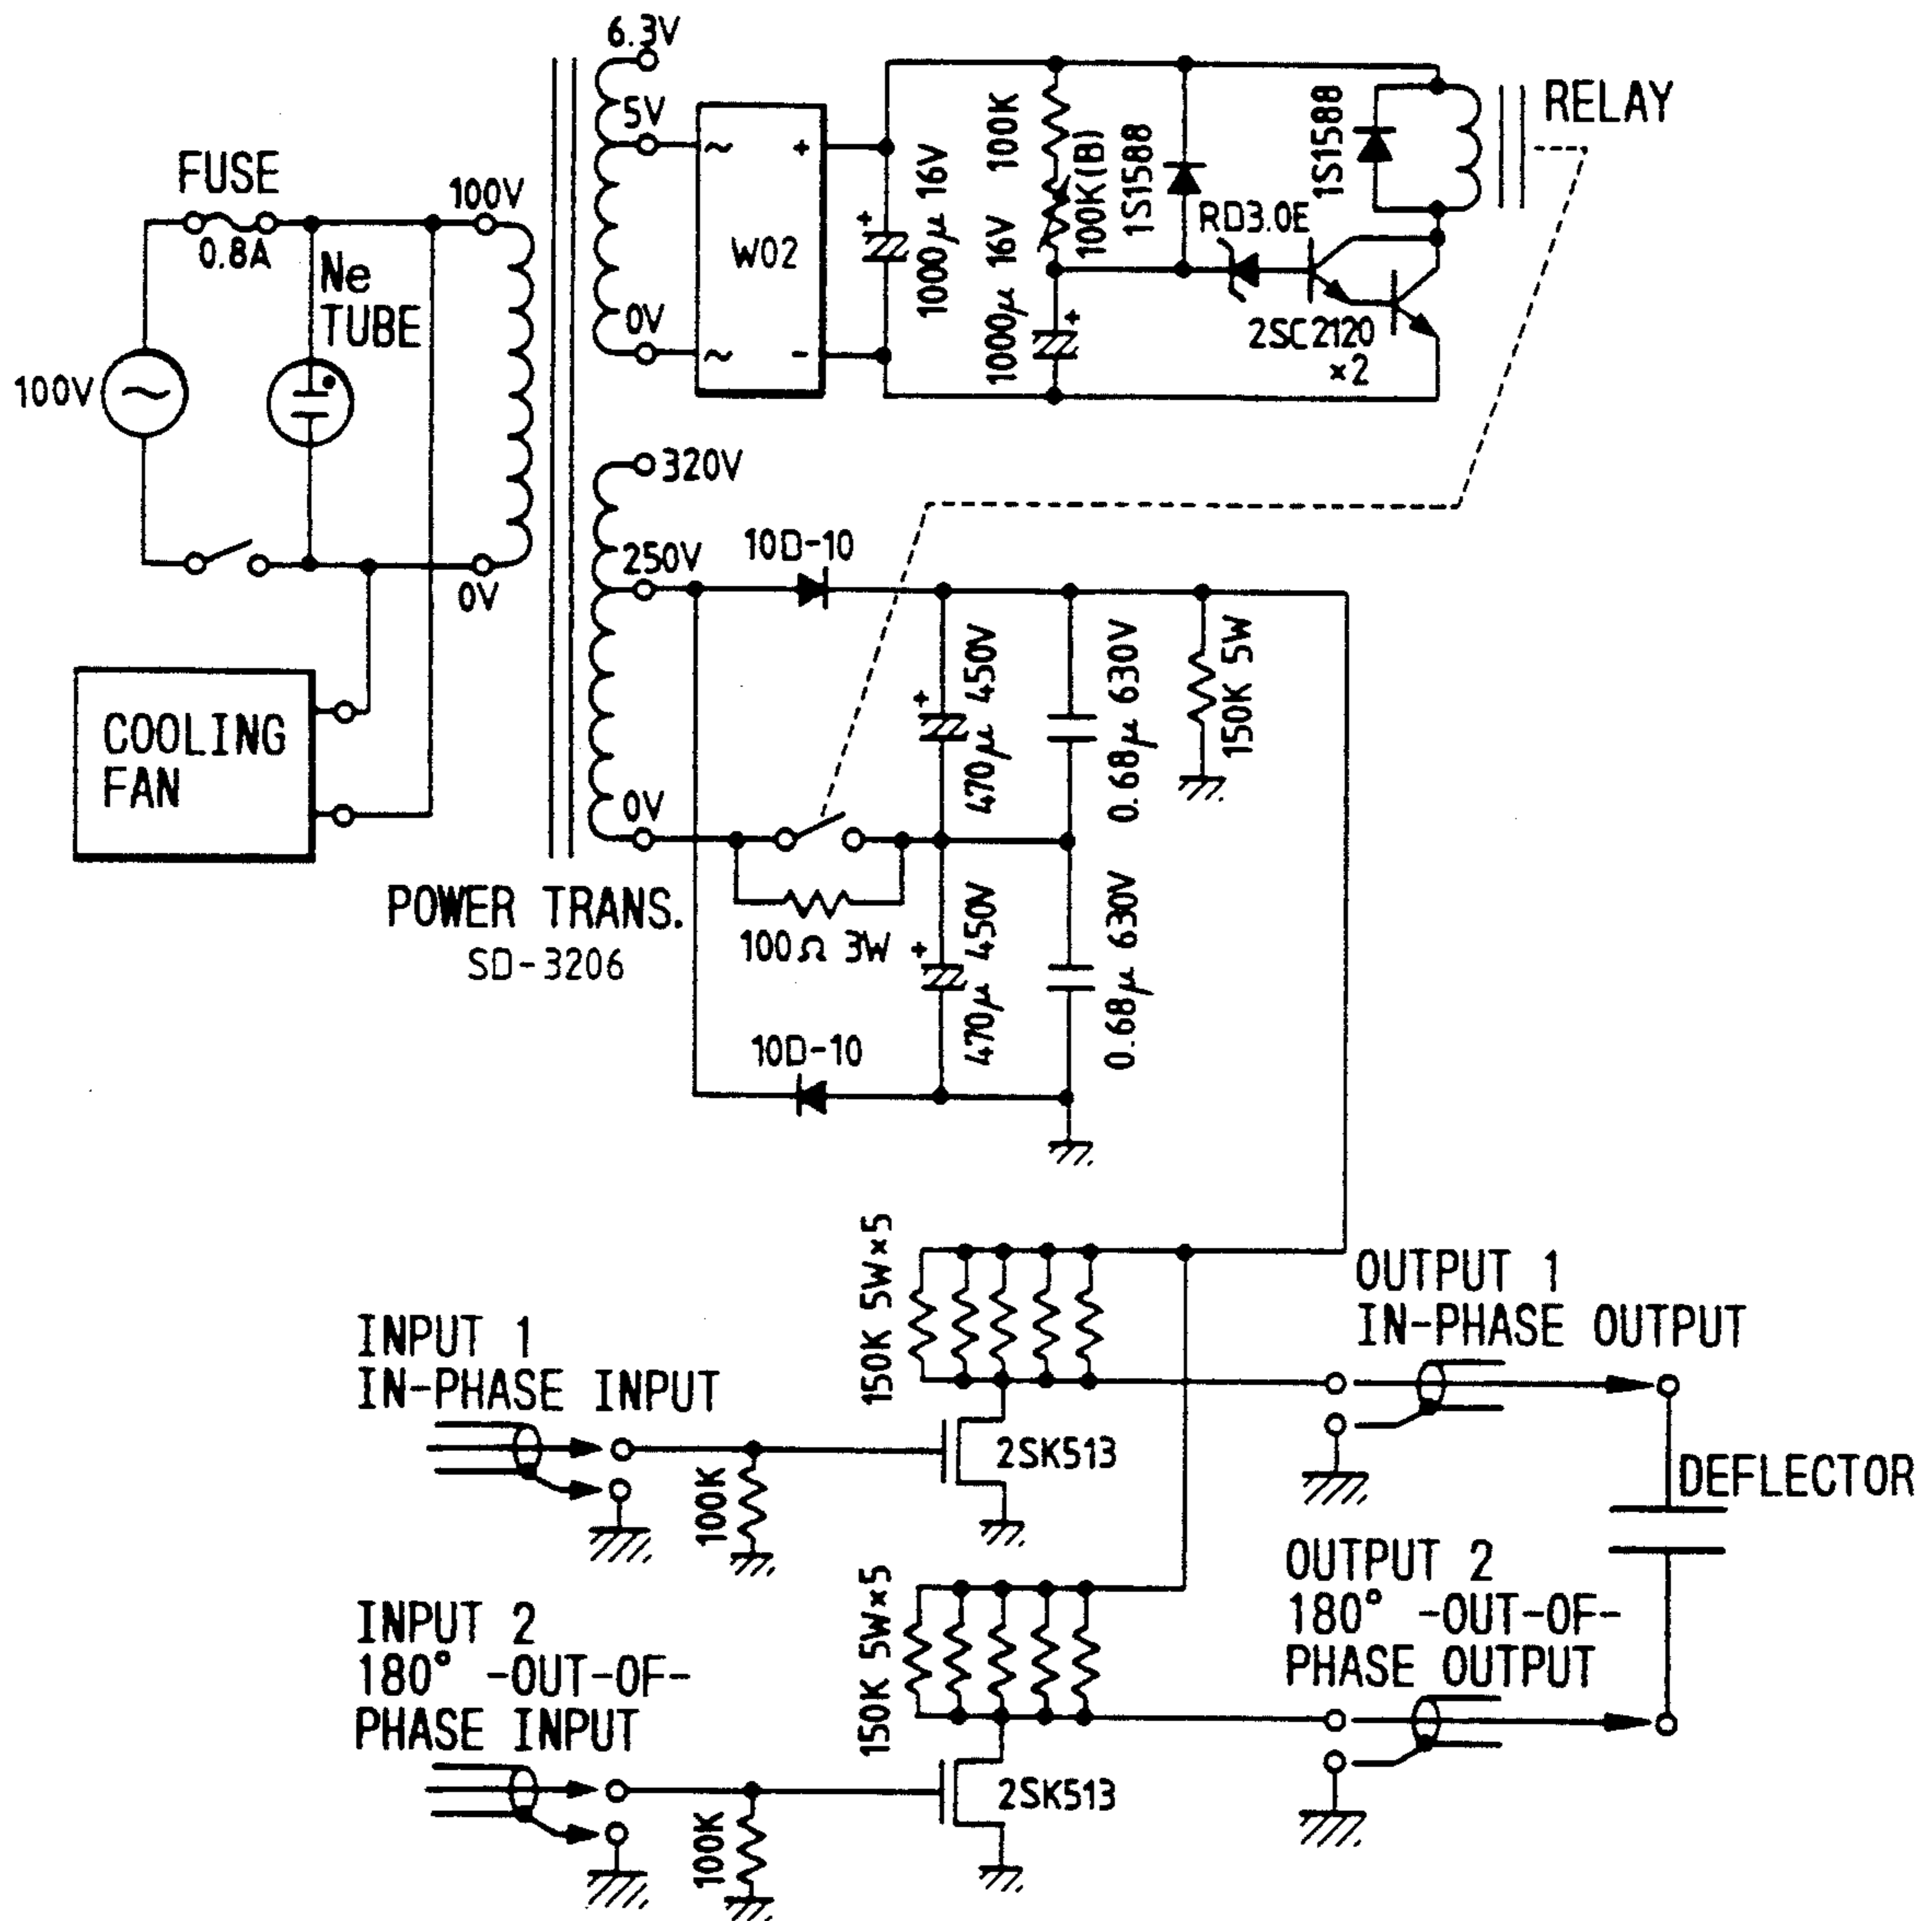 6.3V
5V
0V
FUSE
0.8A
100V
100V
Ne
TUBE
0V
COOLING
FAN
W02
~
~
+
-
+
1000μ 16V
100K
100K(B)
1000μ 16V
+
1S1588
RD3.0E
2SC2120
×2
1S1588
RELAY
320V
250V
0V
10D-10
+
470μ 450V
0.68μ 630V
150K 5W
POWER TRANS.
SD-3206
100Ω 3W
+
470μ 450V
0.68μ 630V
10D-10
150K 5W×5
INPUT 1
IN-PHASE INPUT
100K
2SK513
OUTPUT 1
IN-PHASE OUTPUT
DEFLECTOR
INPUT 2
180° -OUT-OF-
PHASE INPUT
100K
150K 5W×5
2SK513
OUTPUT 2
180° -OUT-OF-
PHASE OUTPUT